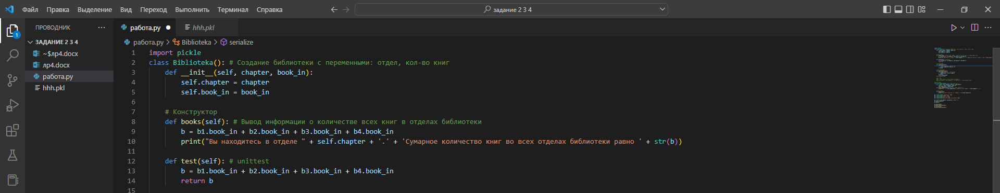 Файл Правка Выделение Вид Переход Выполнить Терминал Справка задание 2 3 4
ПРОВОДНИК
работа.py hhh.pkl
ЗАДАНИЕ 2 3 4
работа.py > Biblioteka > serialize
~$лр4.docx
лр4.docx
работа.py
hhh.pkl
1
1 import pickle
2 class Biblioteka(): # Создание библиотеки с переменными: отдел, кол-во книг
3 def __init__(self, chapter, book_in):
4 self.chapter = chapter
5 self.book_in = book_in
6
7 # Конструктор
8 def books(self): # Вывод информации о количестве всех книг в отделах библиотеки
9 b = b1.book_in + b2.book_in + b3.book_in + b4.book_in
10 print("Вы находитесь в отделе " + self.chapter + '.' + 'Сумарное количество книг во всех отделах библиотеки равно ' + str(b))
11
12 def test(self): # unittest
13 b = b1.book_in + b2.book_in + b3.book_in + b4.book_in
14 return b
15